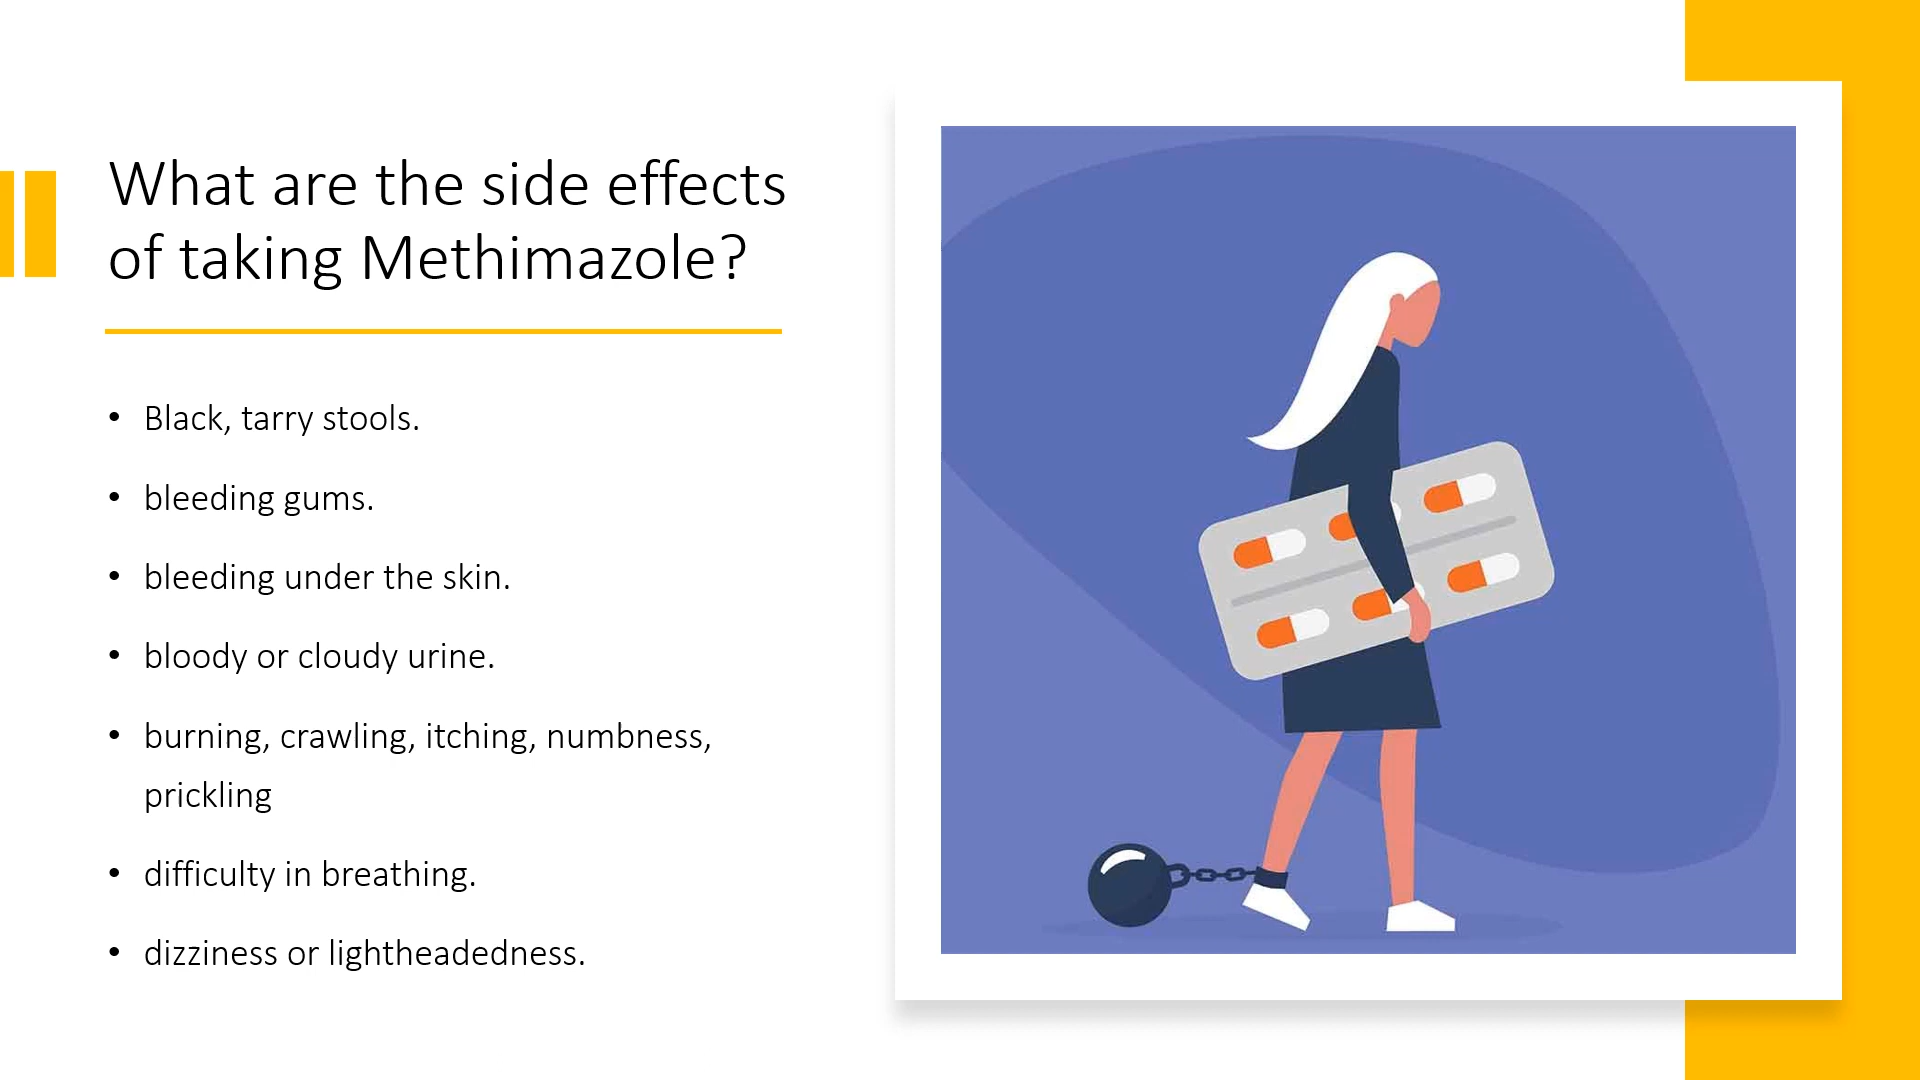 What are the side effects
of taking Methimazole?
• Black, tarry stools.
• bleeding gums.
• bleeding under the skin.
• bloody or cloudy urine.
• burning, crawling, itching, numbness,
prickling
• difficulty in breathing.
• dizziness or lightheadedness.